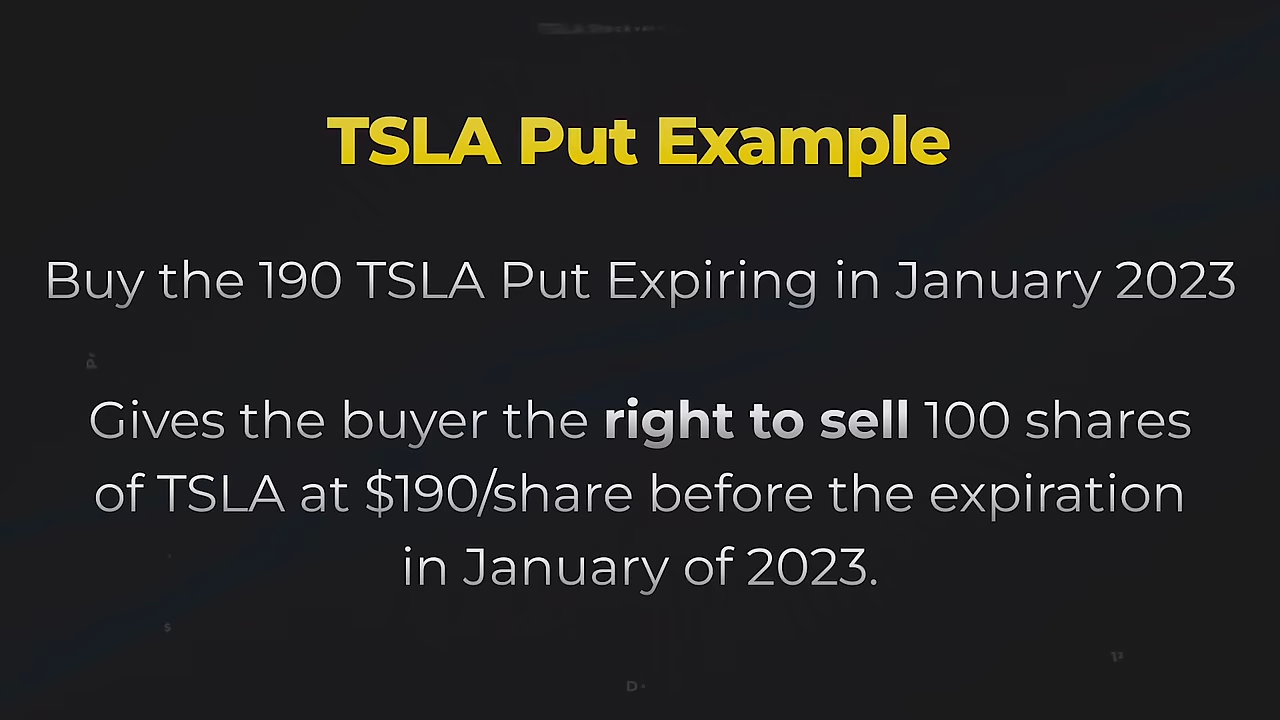 TSLA Put Example
Buy the 190 TSLA Put Expiring in January 2023
Gives the buyer the right to sell 100 shares
of TSLA at $190/share before the expiration
in January of 2023.